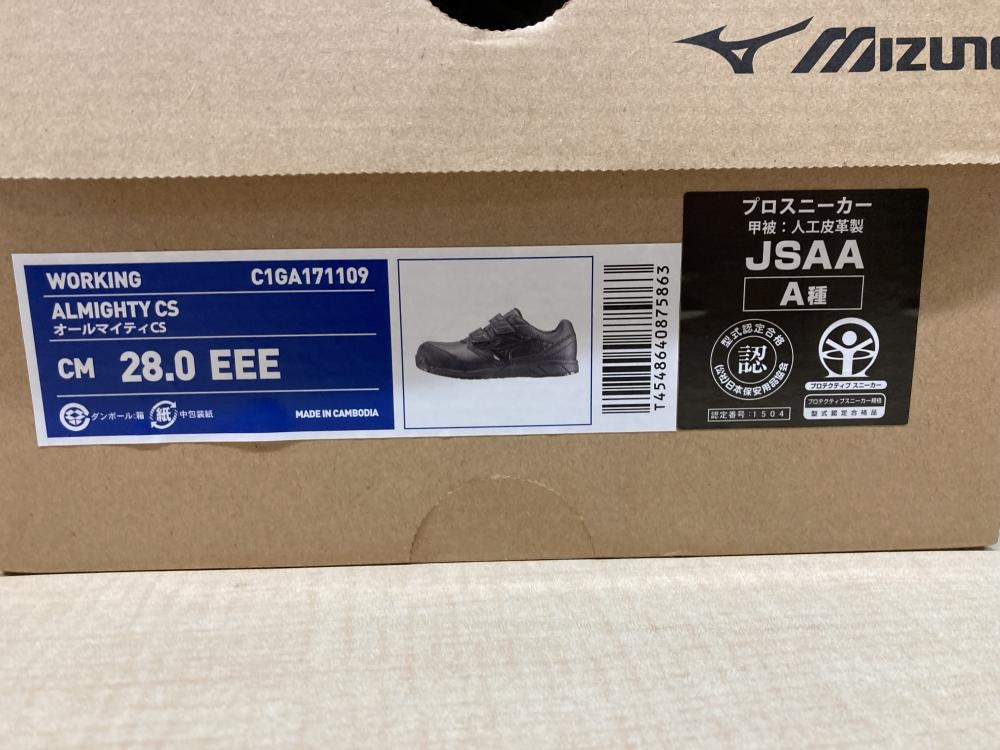 MIZUNO
プロスニーカー
甲被：人工皮革製
JSAA
A種
型式認定合格
認
(公社)日本保安用品協会
認定番号:1504
プロテクティブ スニーカー
プロテクティブスニーカー規格
型式認定合格品
WORKING C1GA171109
ALMIGHTY CS
オールマイティCS
CM 28.0 EEE
ダンボール:箱 紙 中包装紙
MADE IN CAMBODIA
T4548640875863